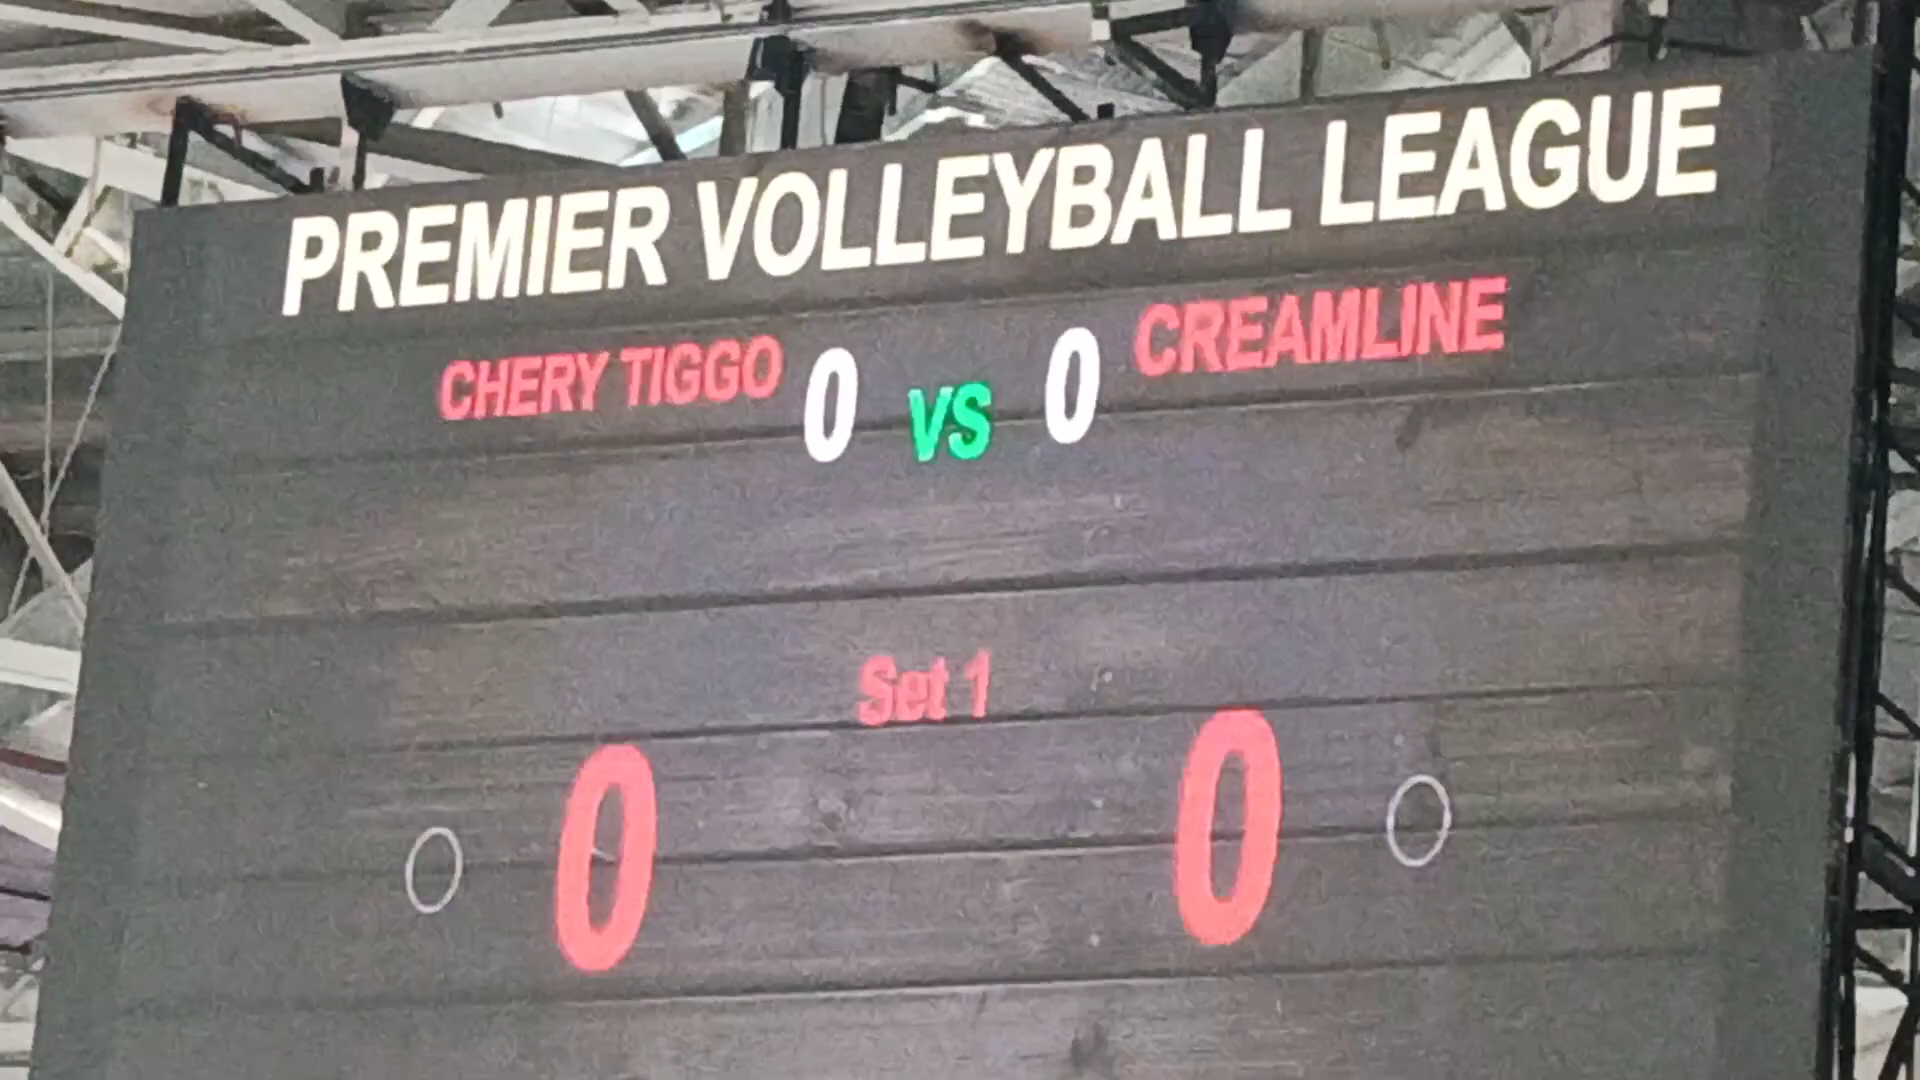 PREMIER VOLLEYBALL LEAGUE
CHERY TIGGO 0 VS 0 CREAMLINE
Set 1
0 0